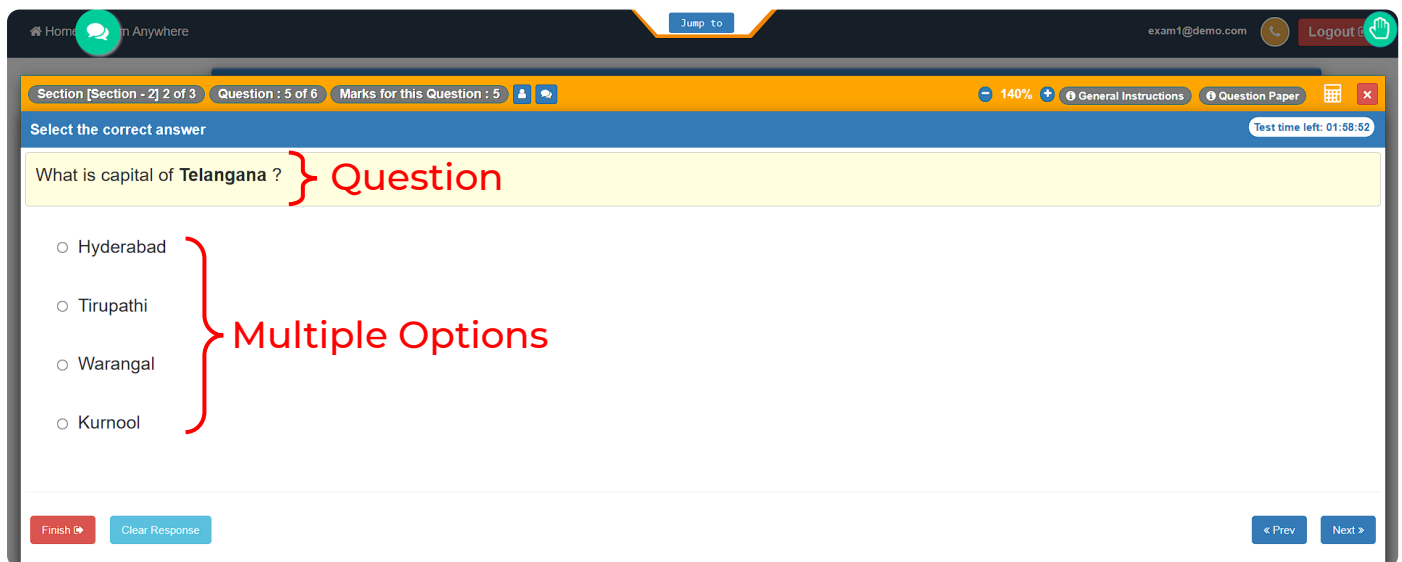 Jump to
Home
n Anywhere
exam1@demo.com
Logout
Section [Section - 2] 2 of 3 Question : 5 of 6 Marks for this Question : 5
140% General Instructions Question Paper
Select the correct answer
Test time left: 01:58:52
What is capital of Telangana ?
Question
Hyderabad
Tirupathi
Warangal
Kurnool
Multiple Options
Finish
Clear Response
« Prev
Next »